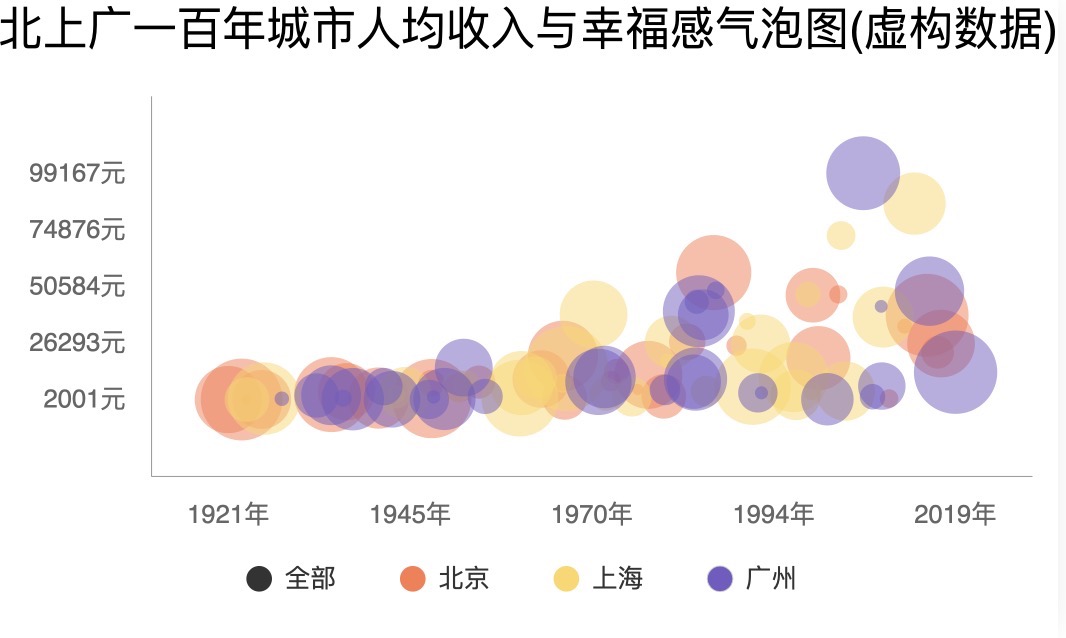 北上广一百年城市人均收入与幸福感气泡图(虚构数据)
99167元
74876元
50584元
26293元
2001元
1921年 1945年 1970年 1994年 2019年
全部 北京 上海 广州